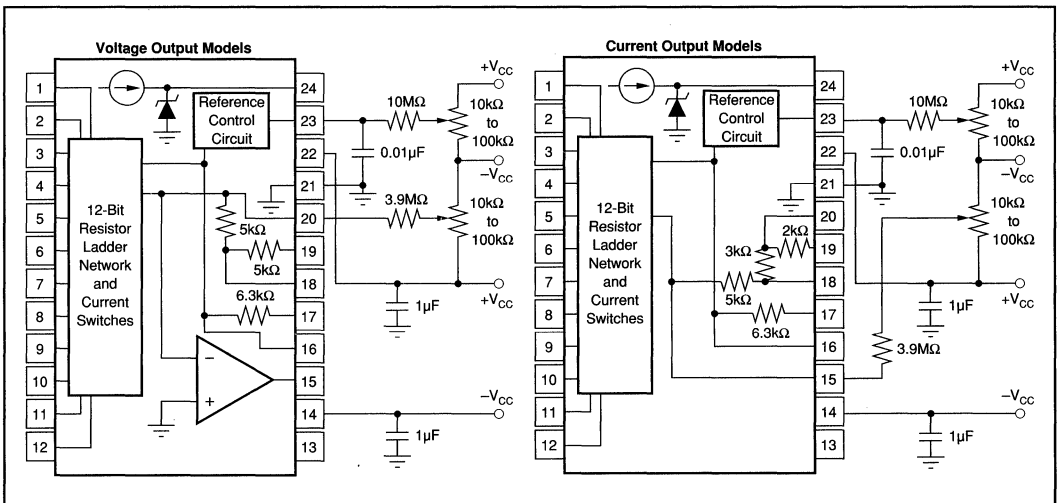 Voltage Output Models
1
2
3
4
5
6
7
8
9
10
11
12
12-Bit
Resistor
Ladder
Network
and
Current
Switches
Reference
Control
Circuit
5kΩ
5kΩ
6.3kΩ
−
+
24
23
22
21
20
19
18
17
16
15
14
13
10MΩ
0.01µF
3.9MΩ
1µF
1µF
+VCC
10kΩ
to
100kΩ
−VCC
10kΩ
to
100kΩ
+VCC
−VCC
Current Output Models
1
2
3
4
5
6
7
8
9
10
11
12
12-Bit
Resistor
Ladder
Network
and
Current
Switches
Reference
Control
Circuit
2kΩ
3kΩ
5kΩ
6.3kΩ
24
23
22
21
20
19
18
17
16
15
14
13
10MΩ
0.01µF
1µF
3.9MΩ
1µF
+VCC
10kΩ
to
100kΩ
−VCC
10kΩ
to
100kΩ
+VCC
−VCC